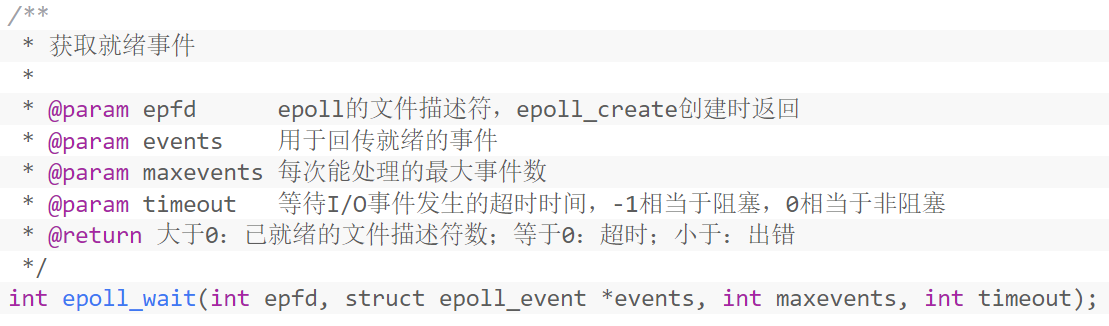 /**
 * 获取就绪事件
 *
 * @param epfd      epoll的文件描述符，epoll_create创建时返回
 * @param events    用于回传就绪的事件
 * @param maxevents 每次能处理的最大事件数
 * @param timeout   等待I/O事件发生的超时时间，-1相当于阻塞，0相当于非阻塞
 * @return 大于0：已就绪的文件描述符数；等于0：超时；小于：出错
 */
int epoll_wait(int epfd, struct epoll_event *events, int maxevents, int timeout);